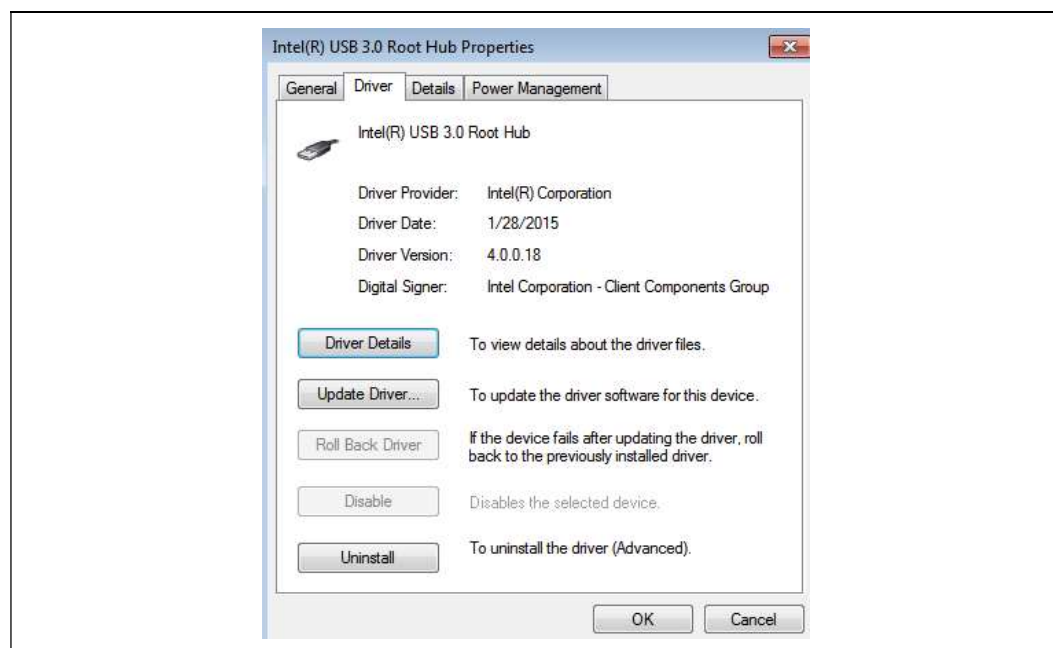 Intel(R) USB 3.0 Root Hub Properties
General Driver Details Power Management
Intel(R) USB 3.0 Root Hub
Driver Provider: Intel(R) Corporation
Driver Date: 1/28/2015
Driver Version: 4.0.0.18
Digital Signer: Intel Corporation - Client Components Group
Driver Details To view details about the driver files.
Update Driver... To update the driver software for this device.
Roll Back Driver If the device fails after updating the driver, roll
back to the previously installed driver.
Disable Disables the selected device.
Uninstall To uninstall the driver (Advanced).
OK Cancel